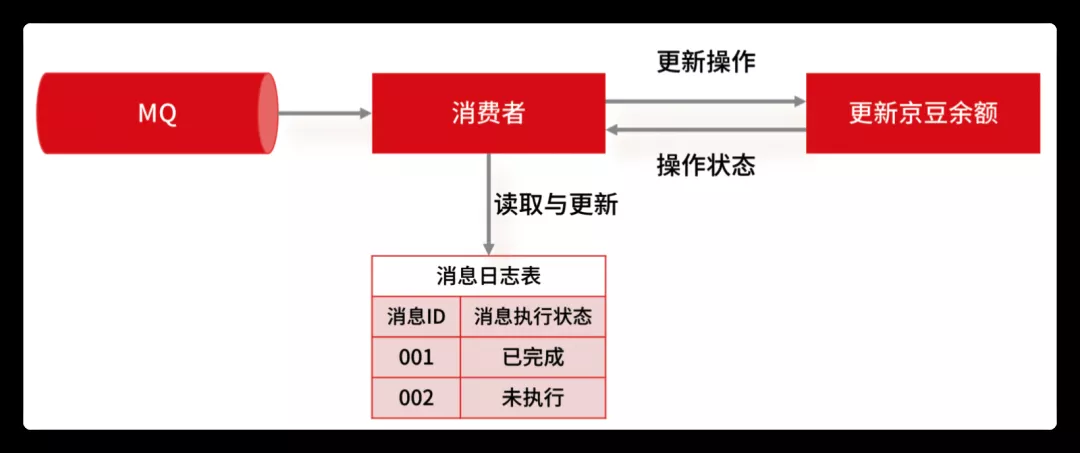 更新操作
MQ
消费者
更新京豆余额
操作状态
读取与更新
消息日志表
消息ID 消息执行状态
001 已完成
002 未执行